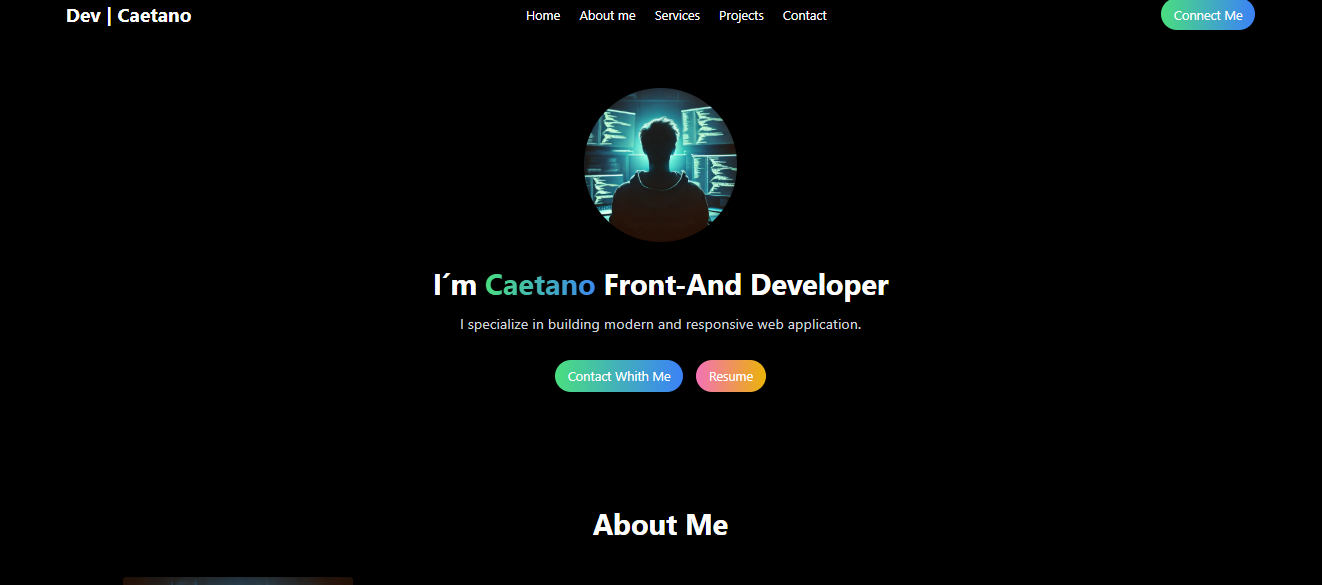 Dev | Caetano
Home About me Services Projects Contact
Connect Me
I´m Caetano Front-And Developer
I specialize in building modern and responsive web application.
Contact Whith Me
Resume
About Me